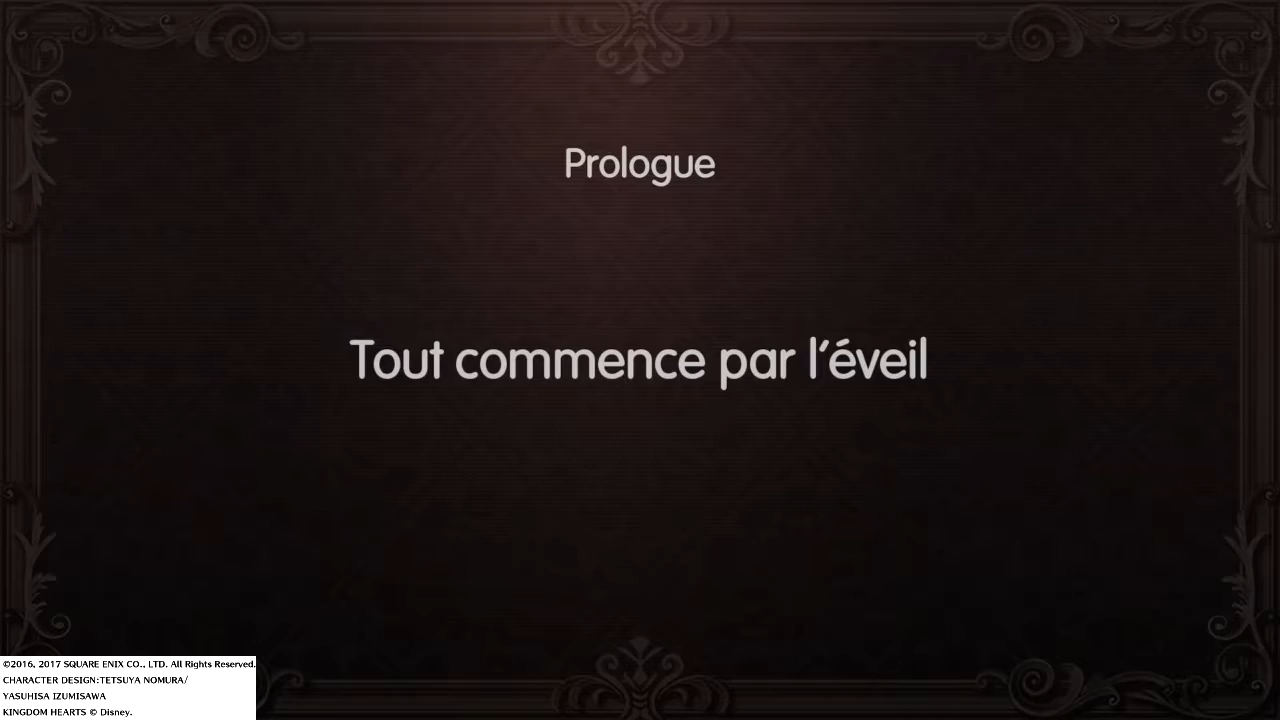 Prologue
Tout commence par l'éveil
©2016, 2017 SQUARE ENIX CO., LTD. All Rights Reserved.
CHARACTER DESIGN:TETSUYA NOMURA/
YASUHISA IZUMISAWA
KINGDOM HEARTS © Disney.